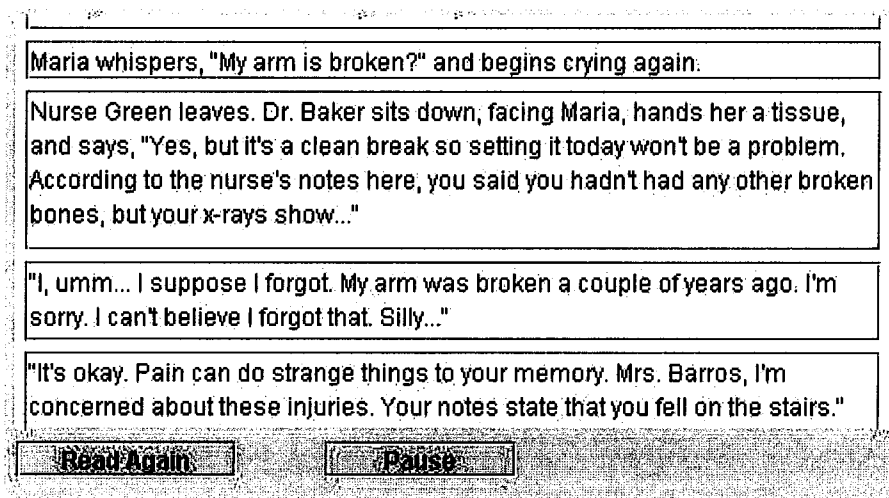 Maria whispers, "My arm is broken?" and begins crying again.
Nurse Green leaves. Dr. Baker sits down, facing Maria, hands her a tissue,
and says, "Yes, but it's a clean break so setting it today won't be a problem.
According to the nurse's notes here, you said you hadn't had any other broken
bones, but your x-rays show..."
"I, umm... I suppose I forgot. My arm was broken a couple of years ago. I'm
sorry. I can't believe I forgot that. Silly..."
"It's okay. Pain can do strange things to your memory. Mrs. Barros, I'm
concerned about these injuries. Your notes state that you fell on the stairs."
Read Again
Pause